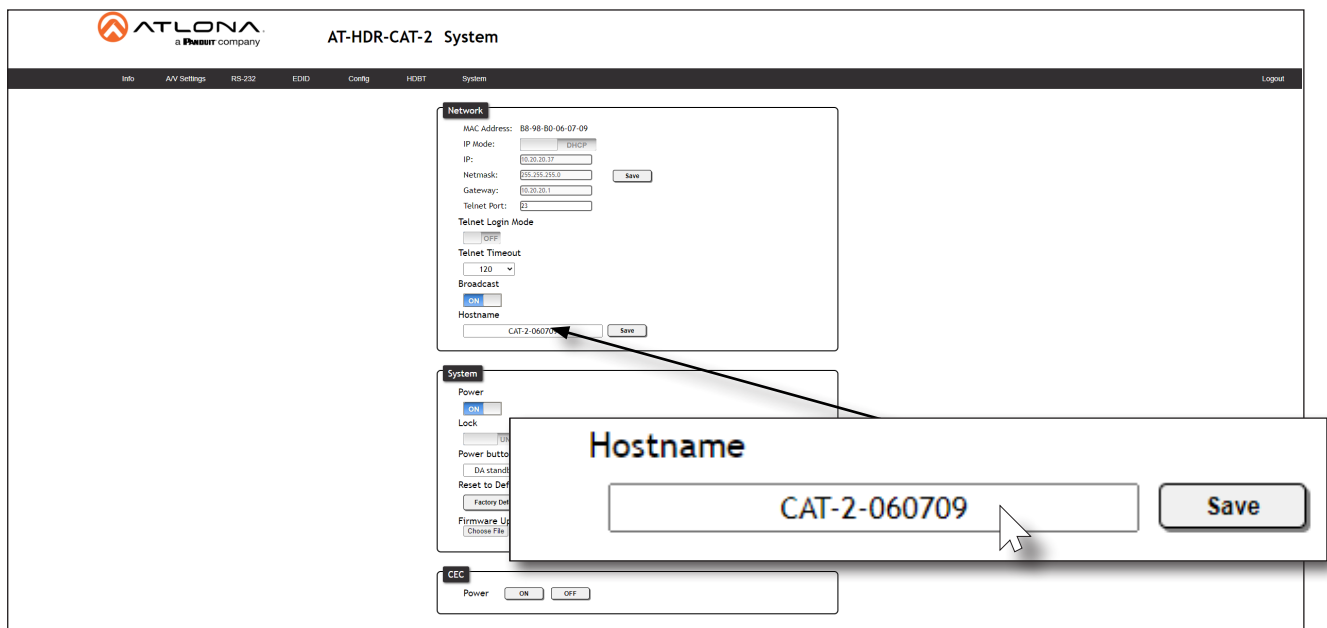 ATLONA.
a PANDUIT company
AT-HDR-CAT-2 System
Info A/V Settings RS-232 EDID Config HDBT System Logout
Network
MAC Address: B8-98-B0-06-07-09
IP Mode: DHCP
IP: 10.20.20.37
Netmask: 255.255.255.0 Save
Gateway: 10.20.20.1
Telnet Port: 23
Telnet Login Mode
OFF
Telnet Timeout
120
Broadcast
ON
Hostname
CAT-2-060709 Save
System
Power
ON
Lock
UN
Power butto
DA standb
Reset to Def
Factory Def
Firmware Up
Choose File
Hostname
CAT-2-060709 Save
CEC
Power ON OFF